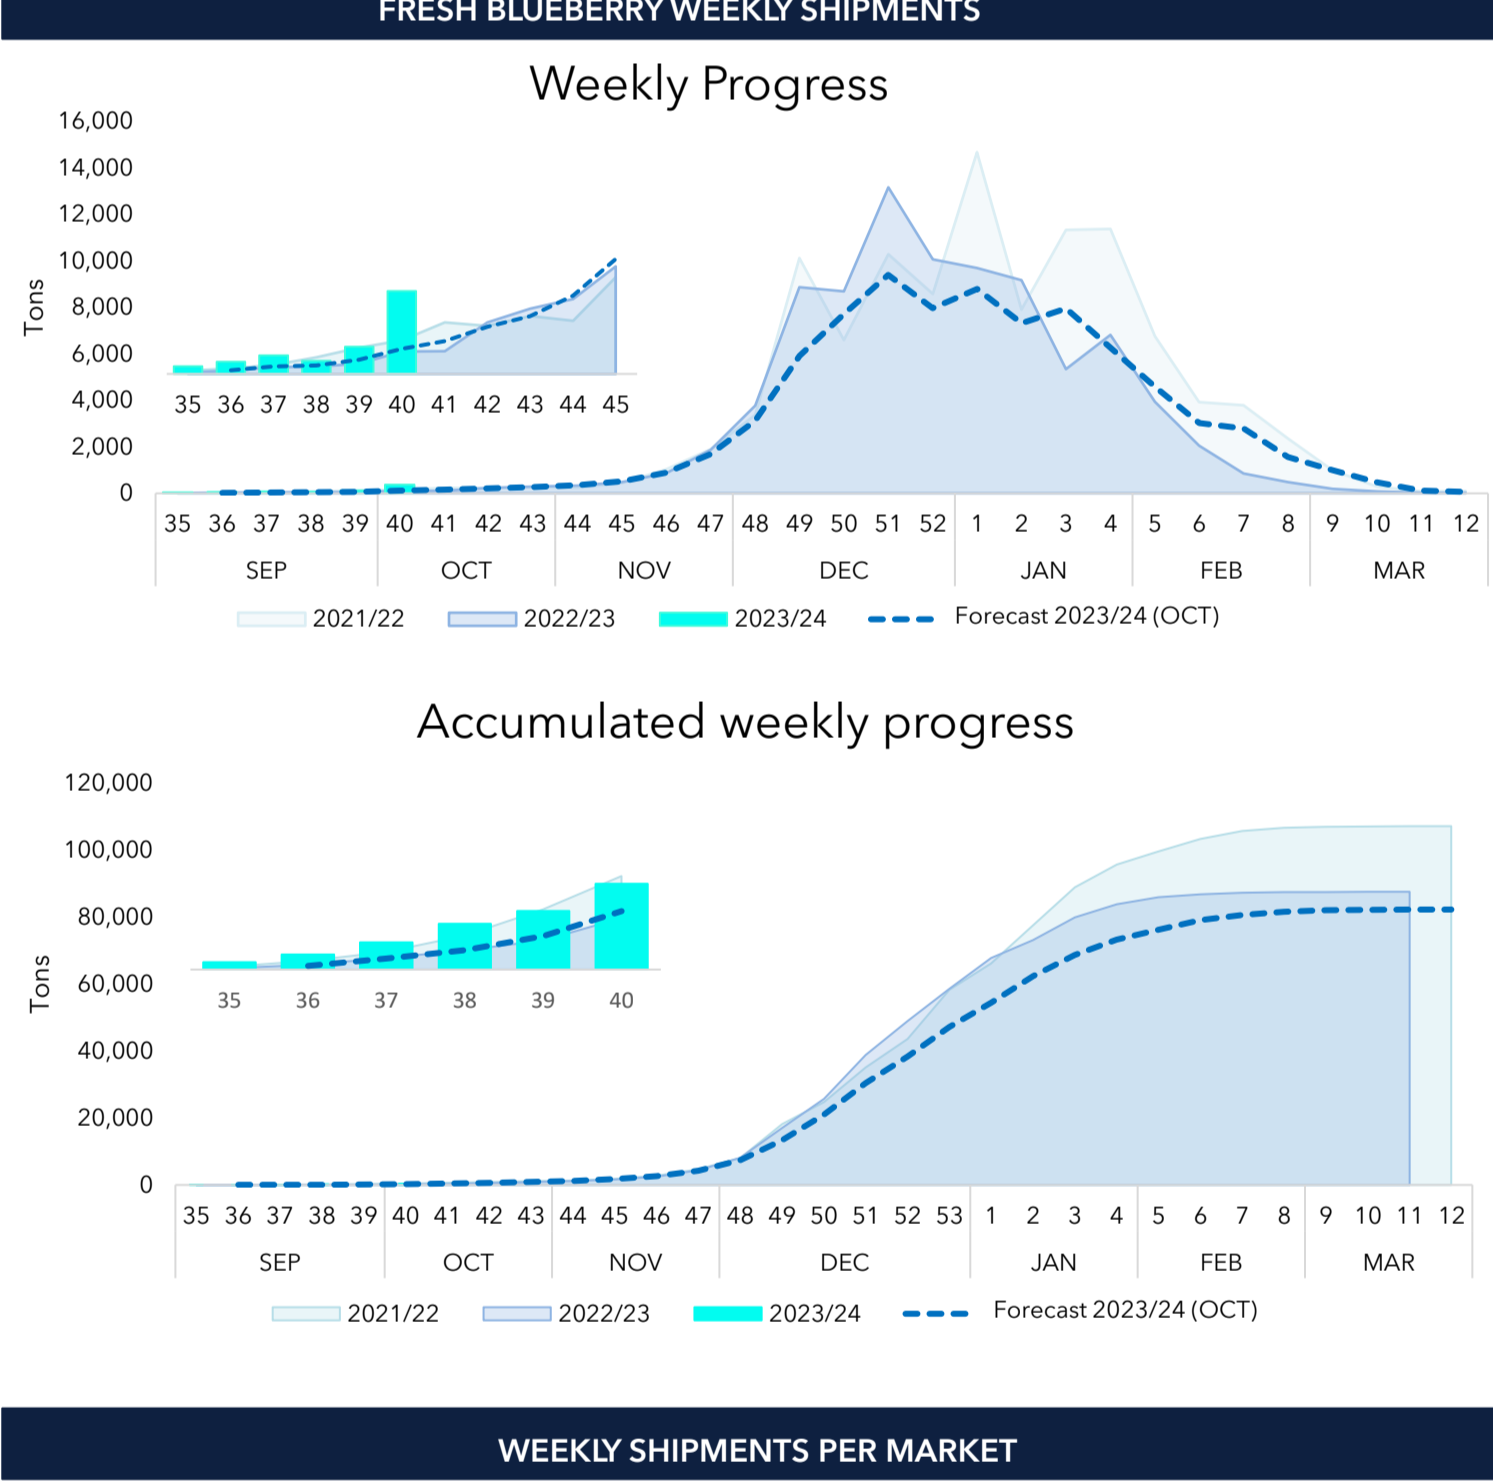 FRESH BLUEBERRY WEEKLY SHIPMENTS
Weekly Progress
16,000
14,000
12,000
10,000
8,000
6,000
4,000
2,000
0
Tons
35 36 37 38 39 40 41 42 43 44 45
35 36 37 38 39 40 41 42 43 44 45 46 47 48 49 50 51 52 1 2 3 4 5 6 7 8 9 10 11 12
SEP OCT NOV DEC JAN FEB MAR
2021/22 2022/23 2023/24 Forecast 2023/24 (OCT)
Accumulated weekly progress
120,000
100,000
80,000
60,000
40,000
20,000
0
Tons
35 36 37 38 39 40
35 36 37 38 39 40 41 42 43 44 45 46 47 48 49 50 51 52 53 1 2 3 4 5 6 7 8 9 10 11 12
SEP OCT NOV DEC JAN FEB MAR
2021/22 2022/23 2023/24 Forecast 2023/24 (OCT)
WEEKLY SHIPMENTS PER MARKET